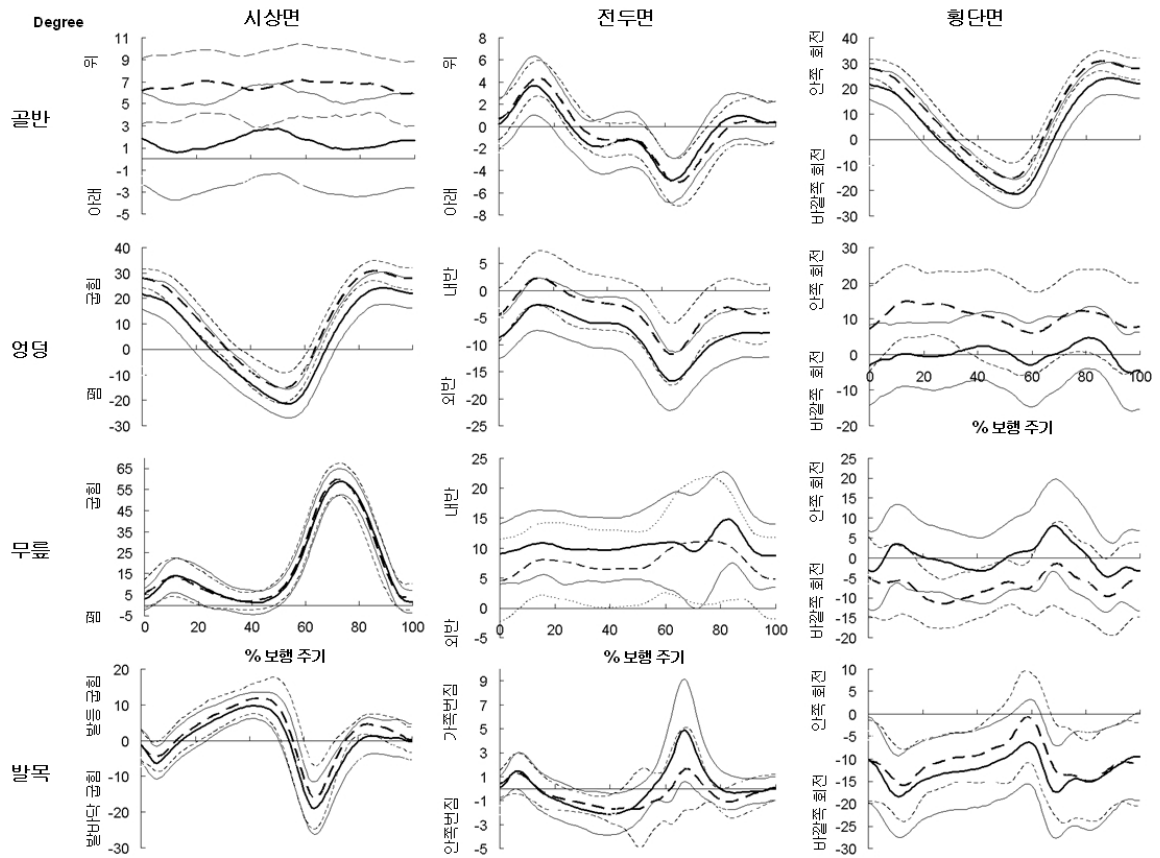 Degree 시상면 전두면 횡단면
골반
위
아래
11
9
7
5
3
1
-1
-3
-5
위
아래
8
6
4
2
0
-2
-4
-6
-8
안쪽 회전
바깥쪽 회전
40
30
20
10
0
-10
-20
-30
엉덩
굽힘
폄
40
30
20
10
0
-10
-20
-30
내반
외반
5
0
-5
-10
-15
-20
-25
안쪽 회전
바깥쪽 회전
30
20
10
0
-10
-20
0 20 40 60 80 100
% 보행 주기
무릎
굽힘
폄
65
55
45
35
25
15
5
-5
0 20 40 60 80 100
% 보행 주기
내반
외반
25
20
15
10
5
0
-5
0 20 40 60 80 100
% 보행 주기
안쪽 회전
바깥쪽 회전
25
20
15
10
5
0
-5
-10
-15
-20
발목
발등 굽힘
발바닥 굽힘
20
10
0
-10
-20
-30
가쪽번짐
안쪽번짐
9
7
5
3
1
-1
-3
-5
안쪽 회전
바깥쪽 회전
10
5
0
-5
-10
-15
-20
-25
-30